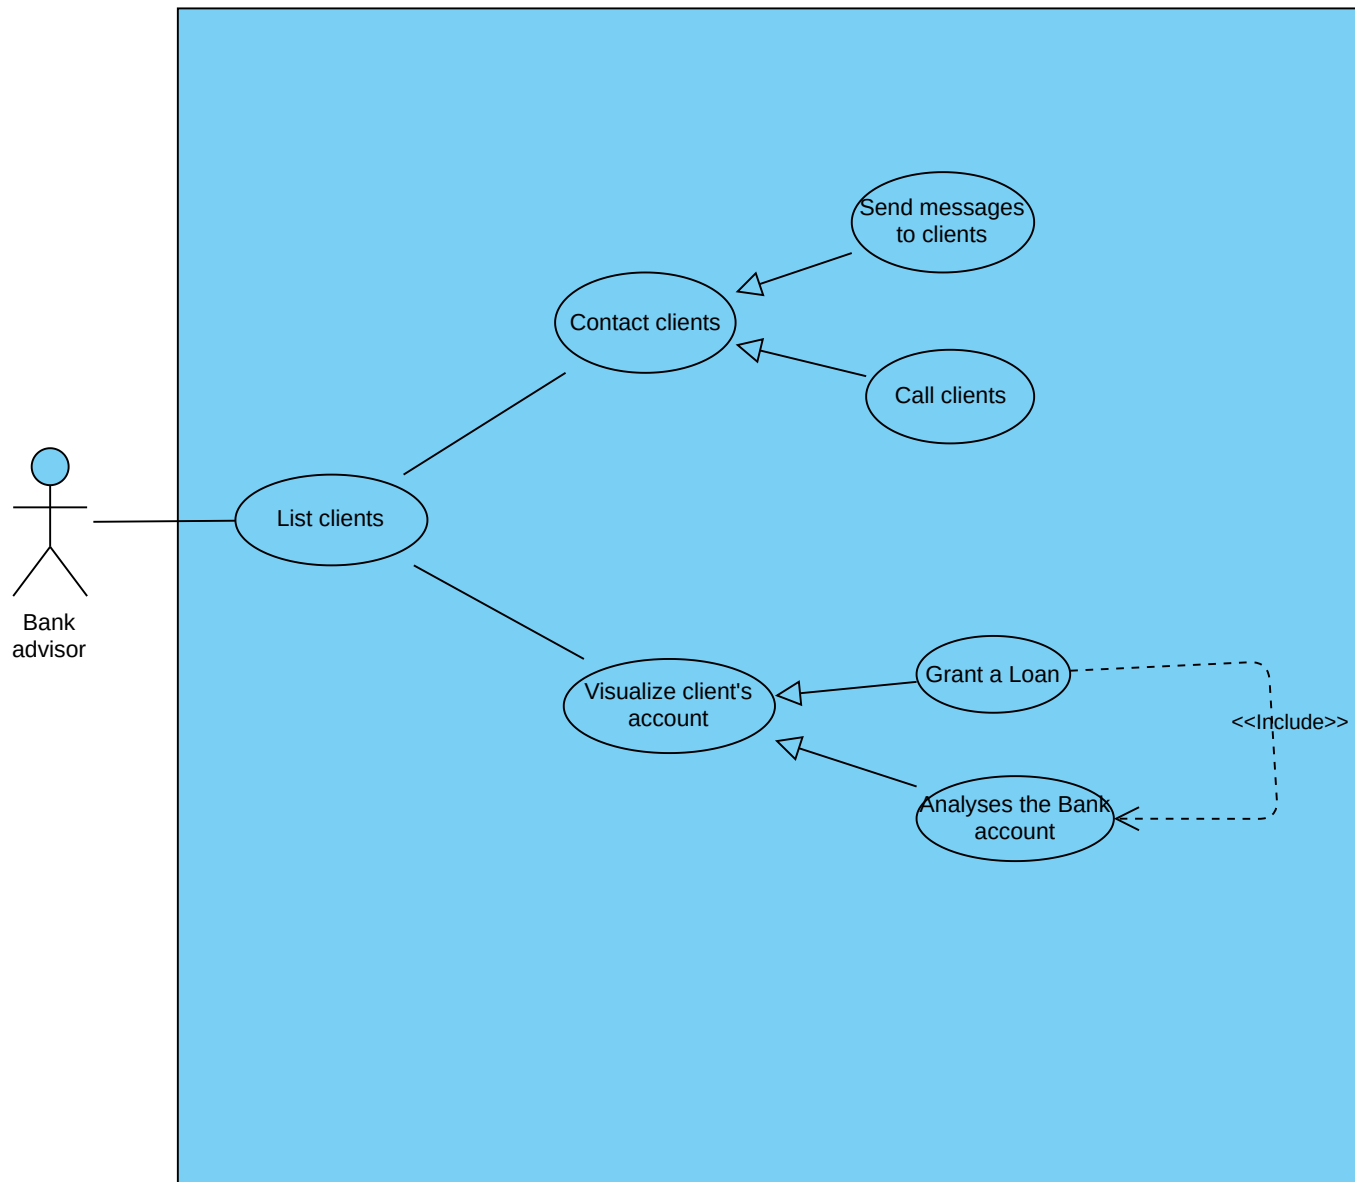 Send messages
to clients
Contact clients
Call clients
List clients
Bank
advisor
Grant a Loan
Visualize client's
account
<<Include>>
Analyses the Bank
account